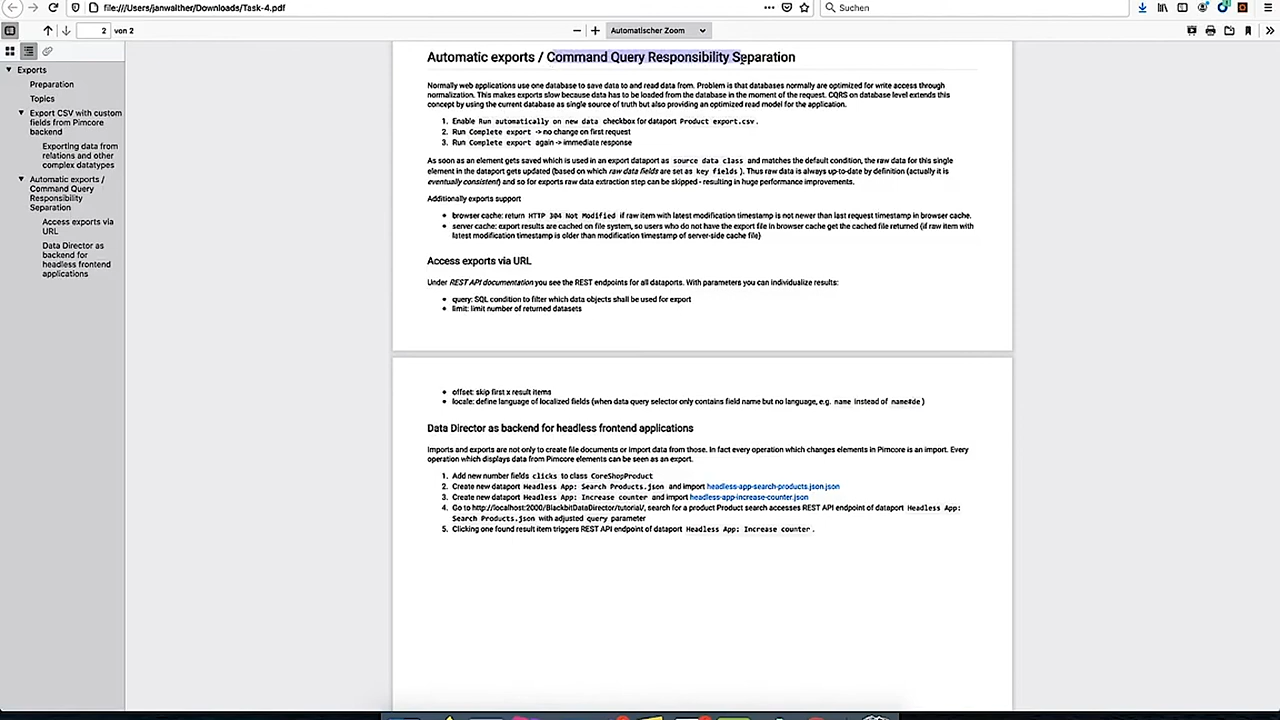 file:///Users/janwalther/Downloads/Task-4.pdf
Suchen
2 von 2
Automatischer Zoom
Exports
Preparation
Topics
Export CSV with custom
fields from Pimcore
backend
Exporting data from
relations and other
complex datatypes
Automatic exports /
Command Query
Responsibility
Separation
Access exports via
URL
Data Director as
backend for
headless frontend
applications
Automatic exports / Command Query Responsibility Separation
Normally web applications use one database to save data to and read data from. Problem is that databases normally are optimized for write access through
normalization. This makes exports slow because data has to be loaded from the database in the moment of the request. CQRS on database level extends this
concept by using the current database as single source of truth but also providing an optimized read model for the application.
1. Enable Run automatically on new data checkbox for dataport Product export.csv.
2. Run Complete export -> no change on first request
3. Run Complete export again -> immediate response
As soon as an element gets saved which is used in an export dataport as source data class and matches the default condition, the raw data for this single
element in the dataport gets updated (based on which raw data fields are set as key fields). Thus raw data is always up-to-date by definition (actually it is
eventually consistent) and so for exports raw data extraction step can be skipped - resulting in huge performance improvements.
Additionally exports support
• browser cache: return HTTP 304 Not Modified if raw item with latest modification timestamp is not newer than last request timestamp in browser cache.
• server cache: export results are cached on file system, so users who do not have the export file in browser cache get the cached file returned (if raw item with
latest modification timestamp is older than modification timestamp of server-side cache file)
Access exports via URL
Under REST API documentation you see the REST endpoints for all dataports. With parameters you can individualize results:
• query: SQL condition to filter which data objects shall be used for export
• limit: limit number of returned datasets
• offset: skip first x result items
• locale: define language of localized fields (when data query selector only contains field name but no language, e.g. name instead of name#de)
Data Director as backend for headless frontend applications
Imports and exports are not only to create file documents or import data from those. In fact every operation which changes elements in Pimcore is an import. Every
operation which displays data from Pimcore elements can be seen as an export.
1. Add new number fields clicks to class CoreShopProduct
2. Create new dataport Headless App: Search Products.json and import headless-app-search-products.json.json
3. Create new dataport Headless App: Increase counter and import headless-app-increase-counter.json
4. Go to http://localhost:2000/BlackbitDataDirector/tutorial/, search for a product Product search accesses REST API endpoint of dataport Headless App:
Search Products.json with adjusted query parameter
5. Clicking one found result item triggers REST API endpoint of dataport Headless App: Increase counter.